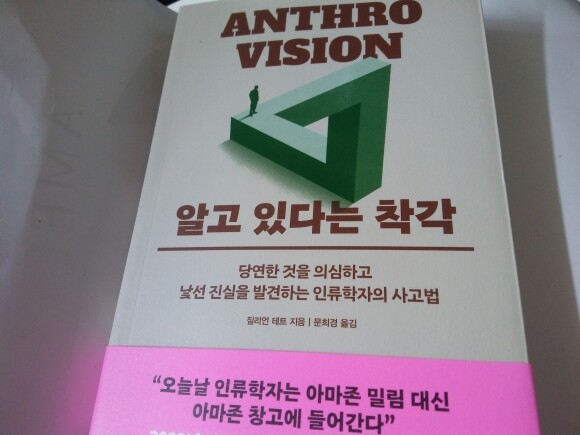 ANTHRO
VISION
알고 있다는 착각
당연한 것을 의심하고
낯선 진실을 발견하는 인류학자의 사고법
질리언 테트 지음 | 문희경 옮김
“오늘날 인류학자는 아마존 밀림 대신
아마존 창고에 들어간다”